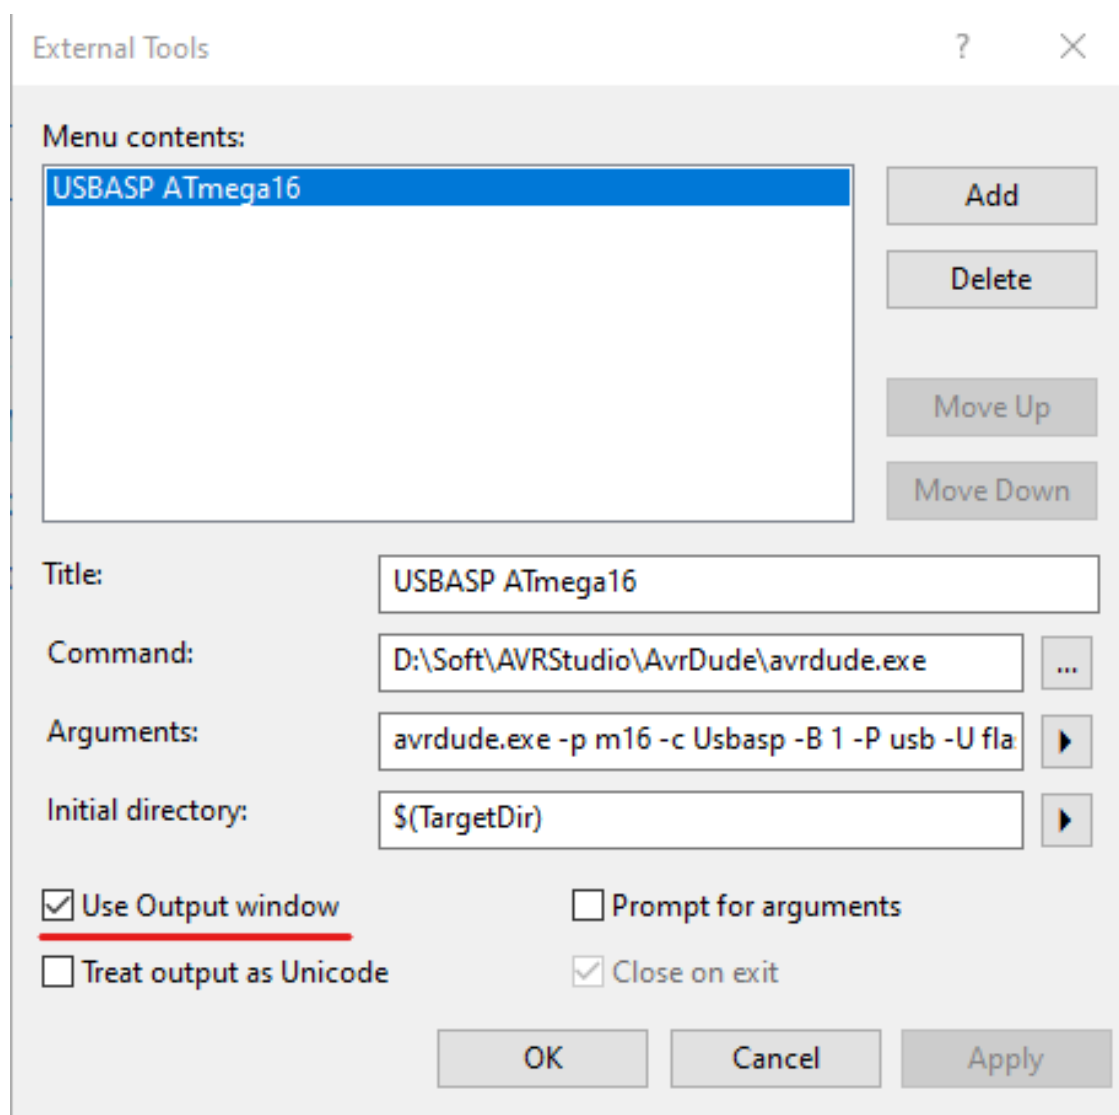 External Tools
Menu contents:
USBASP ATmega16
Add
Delete
Move Up
Move Down
Title:
USBASP ATmega16
Command:
D:\Soft\AVRStudio\AvrDude\avrdude.exe
...
Arguments:
avrdude.exe -p m16 -c Usbasp -B 1 -P usb -U fla
Initial directory:
$(TargetDir)
Use Output window
Prompt for arguments
Treat output as Unicode
Close on exit
OK
Cancel
Apply